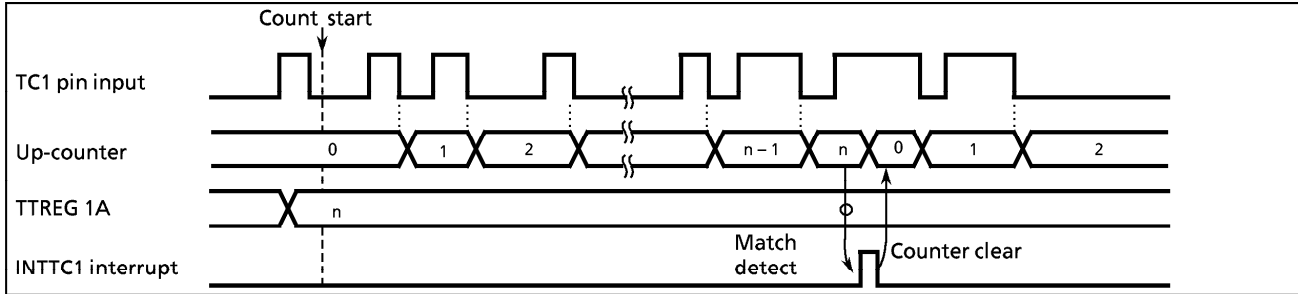 Count start
TC1 pin input
Up-counter
0 1 2 n – 1 n 0 1 2
TTREG 1A
n
Match
detect
Counter clear
INTTC1 interrupt